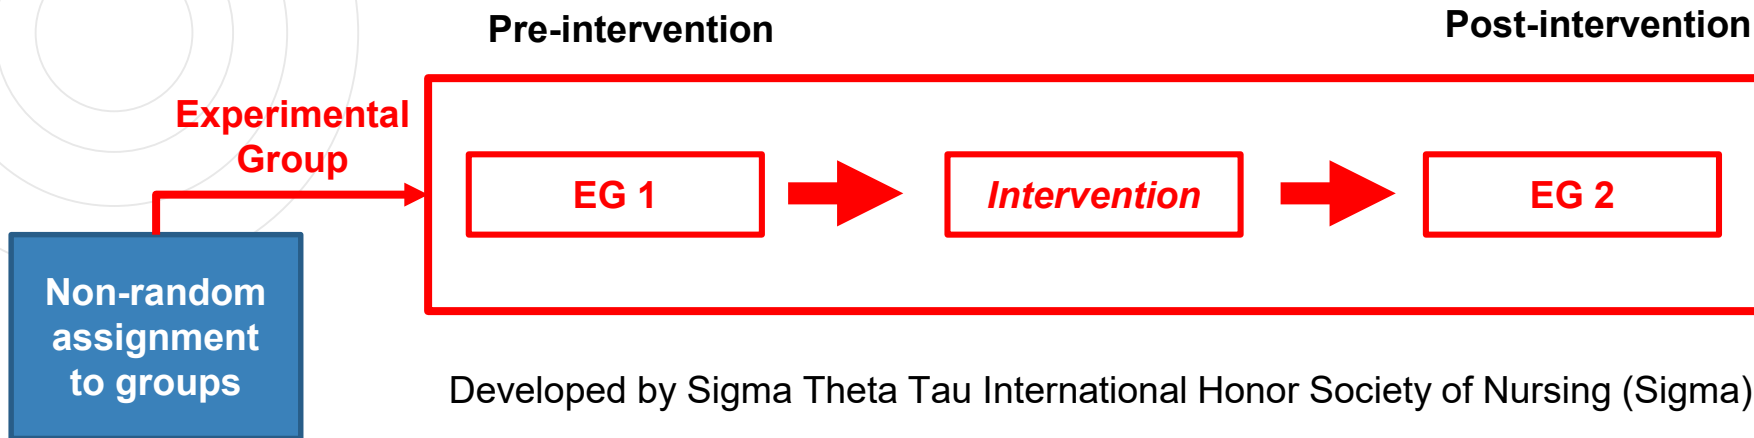 Pre-intervention
Post-intervention
Experimental
Group
EG 1
Intervention
EG 2
Non-random
assignment
to groups
Developed by Sigma Theta Tau International Honor Society of Nursing (Sigma)